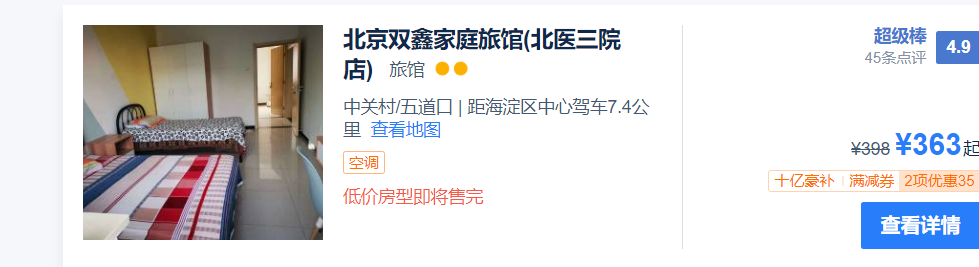 北京双鑫家庭旅馆(北医三院
店) 旅馆
中关村/五道口 | 距海淀区中心驾车7.4公
里 查看地图
空调
低价房型即将售完
超级棒 4.9
45条点评
¥398 ¥363起
十亿豪补 满减券 2项优惠35
查看详情